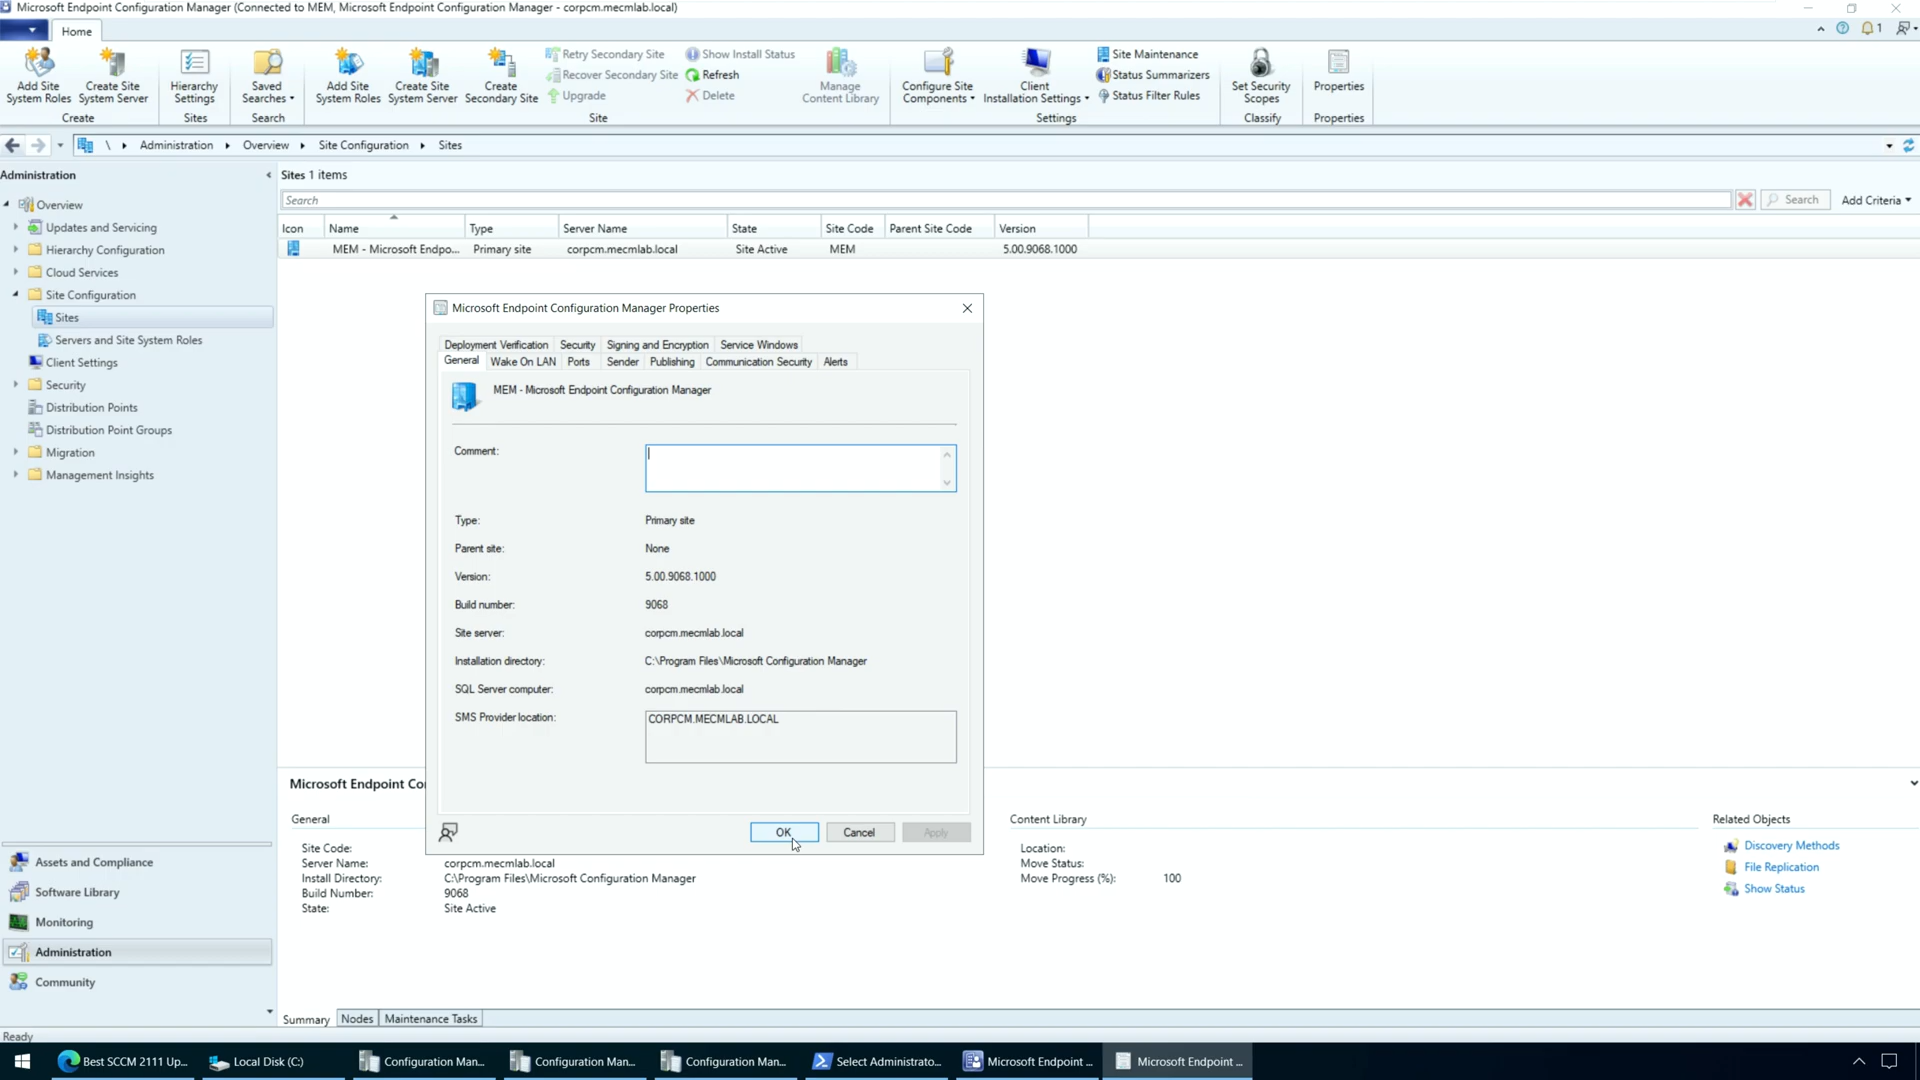 Microsoft Endpoint Configuration Manager (Connected to MEM, Microsoft Endpoint Configuration Manager - corpcm.mecmlab.local)
Home
1
Add Site System Roles
Create Site System Server
Create
Hierarchy Settings
Sites
Saved Searches
Search
Add Site System Roles
Create Site System Server
Create Secondary Site
Retry Secondary Site
Recover Secondary Site
Upgrade
Show Install Status
Refresh
Delete
Manage Content Library
Site
Configure Site Components
Client Installation Settings
Site Maintenance
Status Summarizers
Status Filter Rules
Settings
Set Security Scopes
Classify
Properties
Properties
\ Administration Overview Site Configuration Sites
Administration
Overview
Updates and Servicing
Hierarchy Configuration
Cloud Services
Site Configuration
Sites
Servers and Site System Roles
Client Settings
Security
Distribution Points
Distribution Point Groups
Migration
Management Insights
Assets and Compliance
Software Library
Monitoring
Administration
Community
Sites 1 items
Search
Search
Add Criteria
Icon Name Type Server Name State Site Code Parent Site Code Version
MEM - Microsoft Endpo... Primary site corpcm.mecmlab.local Site Active MEM 5.00.9068.1000
Microsoft Endpoint Configuration Manager Properties
Deployment Verification Security Signing and Encryption Service Windows
General Wake On LAN Ports Sender Publishing Communication Security Alerts
MEM - Microsoft Endpoint Configuration Manager
Comment:
Type: Primary site
Parent site: None
Version: 5.00.9068.1000
Build number: 9068
Site server: corpcm.mecmlab.local
Installation directory: C:\Program Files\Microsoft Configuration Manager
SQL Server computer: corpcm.mecmlab.local
SMS Provider location: CORPCM.MECMLAB.LOCAL
OK Cancel Apply
Microsoft Endpoint Co
General
Site Code:
Server Name: corpcm.mecmlab.local
Install Directory: C:\Program Files\Microsoft Configuration Manager
Build Number: 9068
State: Site Active
Content Library
Location:
Move Status:
Move Progress (%): 100
Related Objects
Discovery Methods
File Replication
Show Status
Summary Nodes Maintenance Tasks
Ready
Best SCCM 2111 Up... Local Disk (C:) Configuration Man... Configuration Man... Configuration Man... Select Administrato... Microsoft Endpoint ... Microsoft Endpoint ...